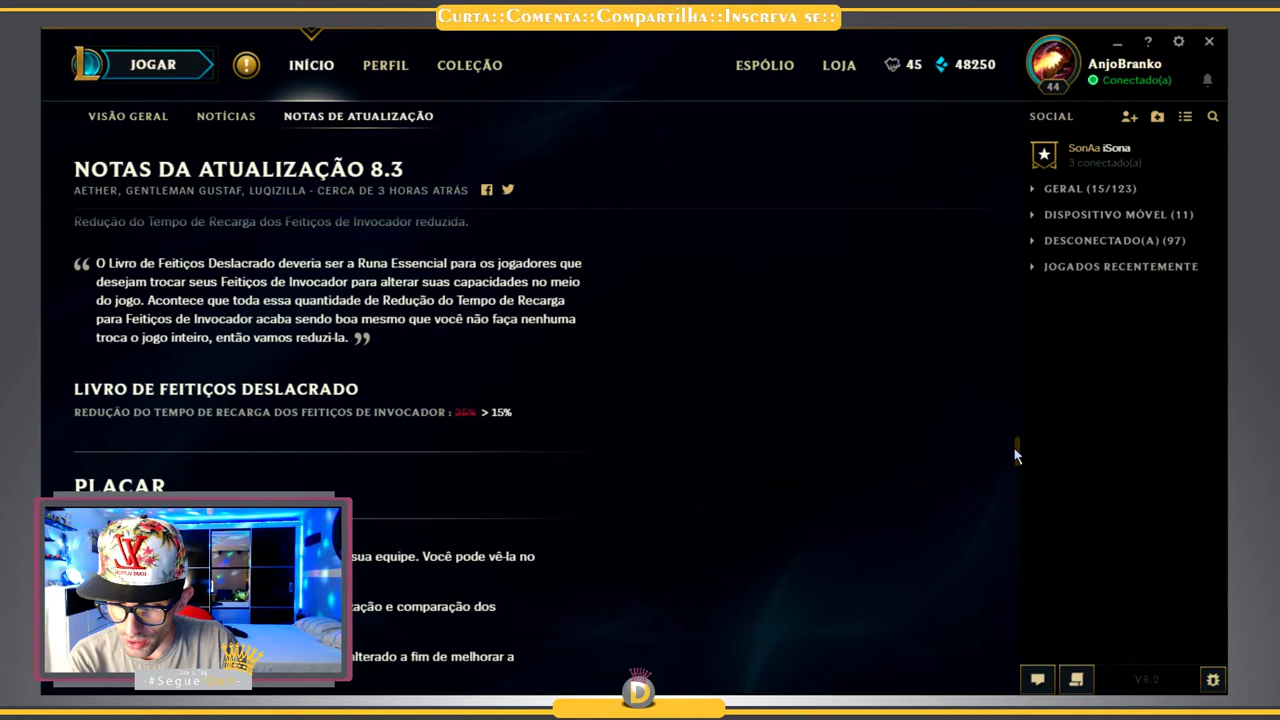 Curta::Comenta::Compartilha::Inscreva se::
JOGAR
INÍCIO
PERFIL
COLEÇÃO
ESPÓLIO
LOJA
45
48250
44
AnjoBranko
Conectado(a)
VISÃO GERAL
NOTÍCIAS
NOTAS DE ATUALIZAÇÃO
SOCIAL
NOTAS DA ATUALIZAÇÃO 8.3
AETHER, GENTLEMAN GUSTAF, LUQIZILLA - CERCA DE 3 HORAS ATRÁS
SonAa iSona
3 conectado(a)
GERAL (15/123)
DISPOSITIVO MÓVEL (11)
DESCONECTADO(A) (97)
JOGADOS RECENTEMENTE
Redução do Tempo de Recarga dos Feitiços de Invocador reduzida.
O Livro de Feitiços Deslacrado deveria ser a Runa Essencial para os jogadores que
desejam trocar seus Feitiços de Invocador para alterar suas capacidades no meio
do jogo. Acontece que toda essa quantidade de Redução do Tempo de Recarga
para Feitiços de Invocador acaba sendo boa mesmo que você não faça nenhuma
troca o jogo inteiro, então vamos reduzi-la.
LIVRO DE FEITIÇOS DESLACRADO
REDUÇÃO DO TEMPO DE RECARGA DOS FEITIÇOS DE INVOCADOR : 25% > 15%
PLACAR
sua equipe. Você pode vê-la no
zação e comparação dos
alterado a fim de melhorar a
-#Segue
D
V8.2